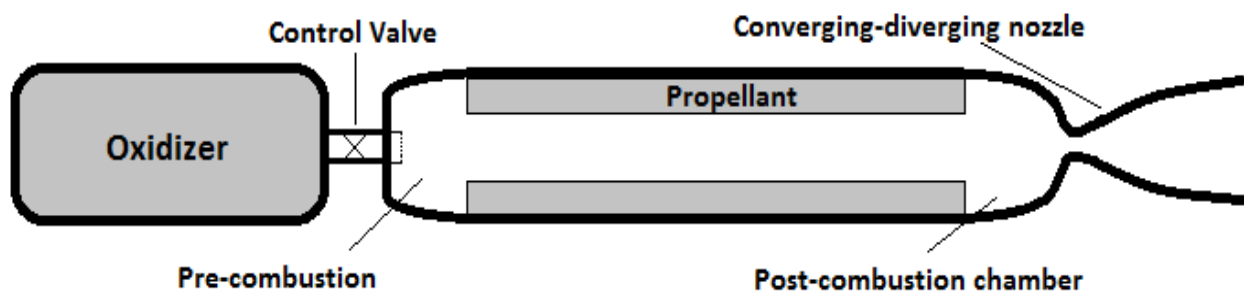 Control Valve
Converging-diverging nozzle
Propellant
Oxidizer
Pre-combustion
Post-combustion chamber